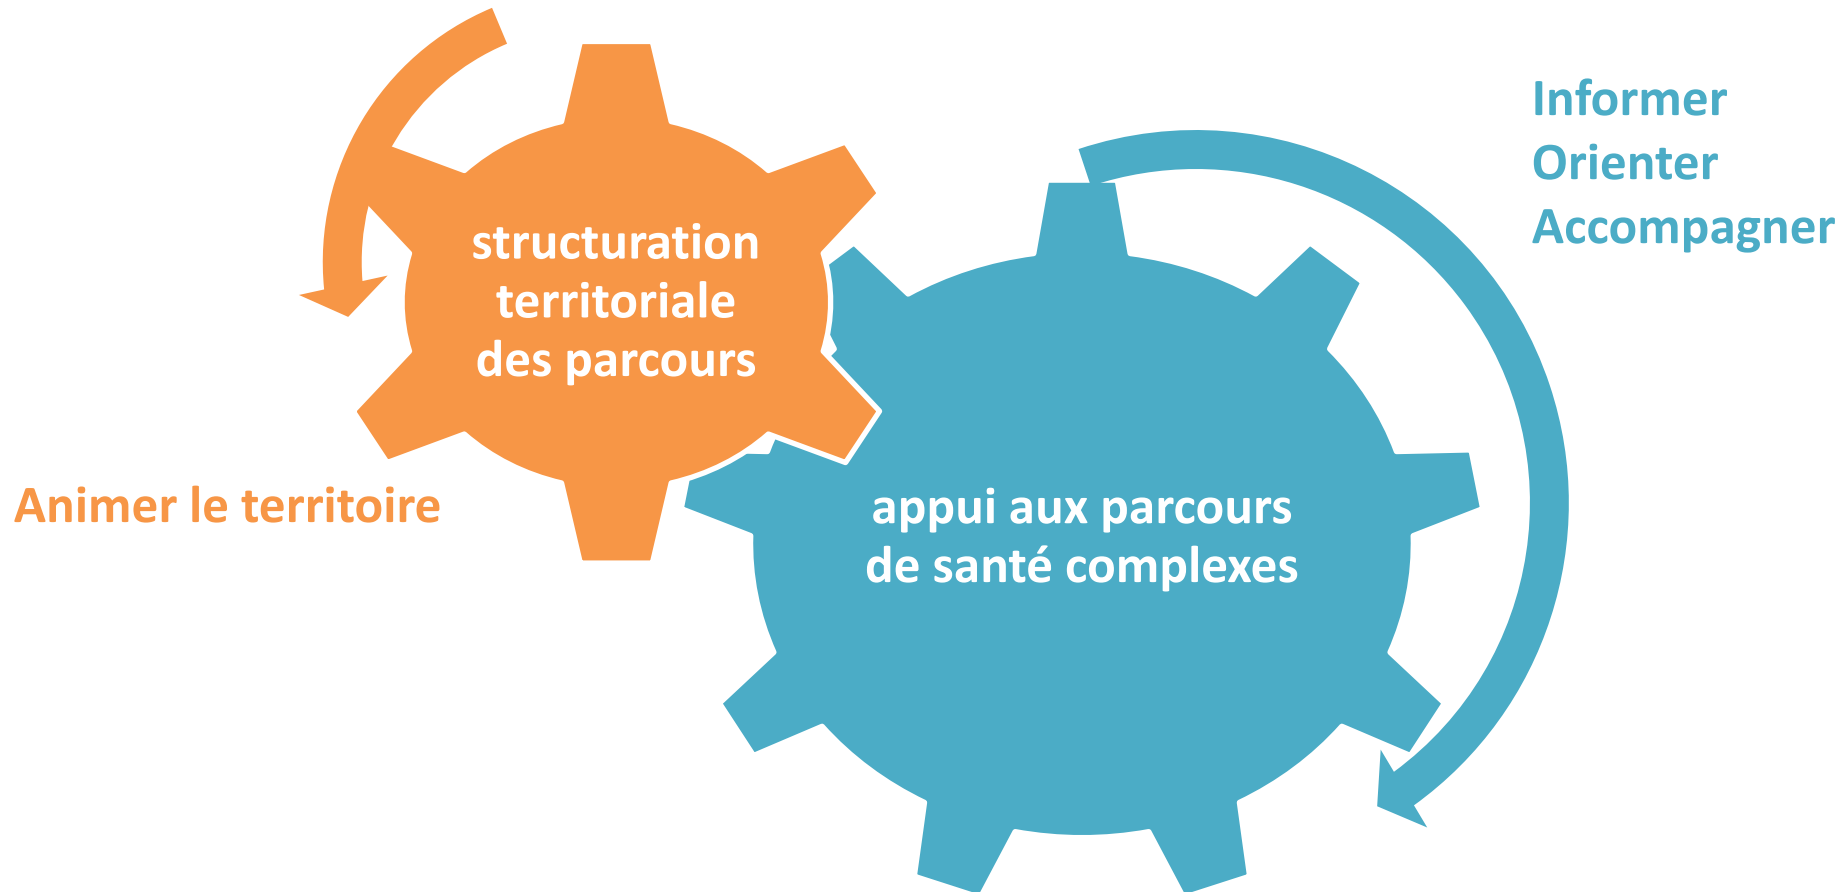 structuration
territoriale
des parcours
Animer le territoire
Informer
Orienter
Accompagner
appui aux parcours
de santé complexes